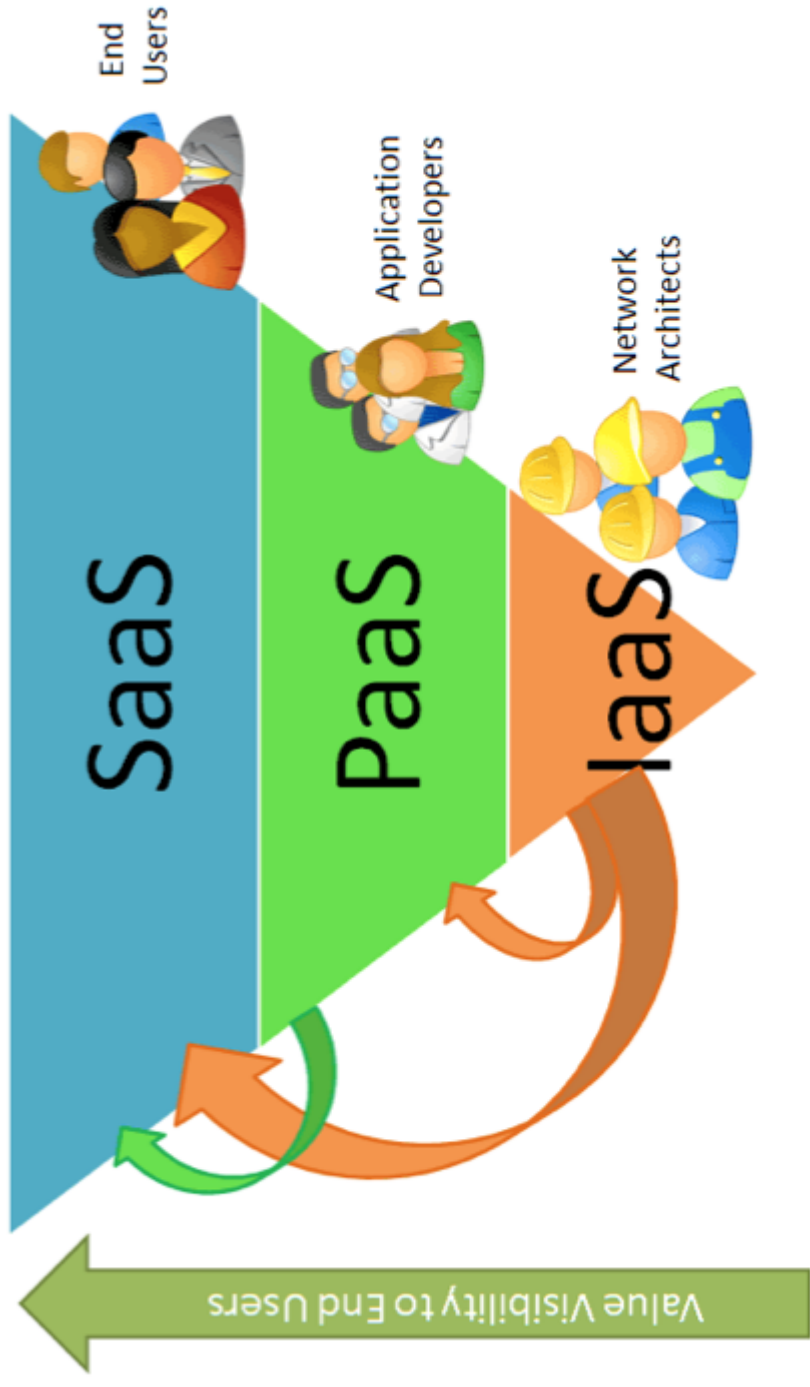 SaaS
End
Users
PaaS
Application
Developers
IaaS
Network
Architects
Value Visibility to End Users